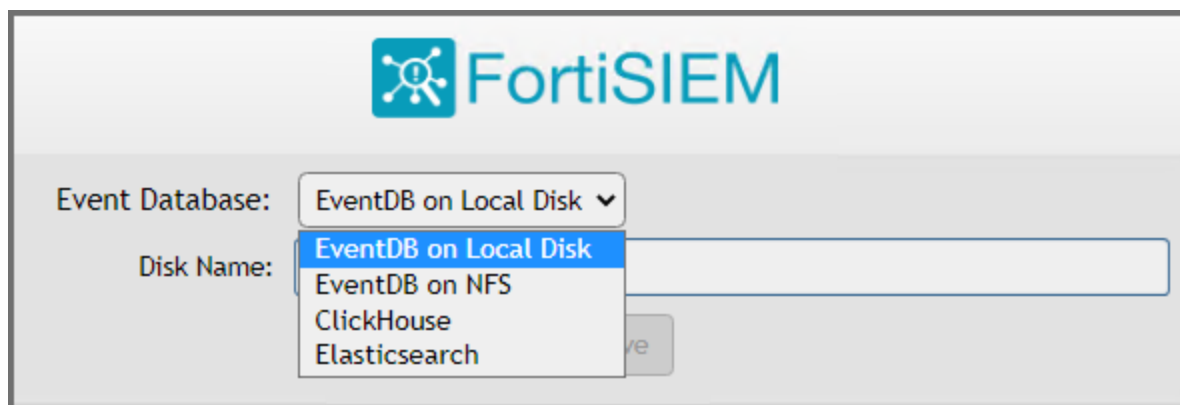 FortiSIEM
Event Database: EventDB on Local Disk
EventDB on Local Disk
Disk Name:
EventDB on NFS
ClickHouse
Elasticsearch